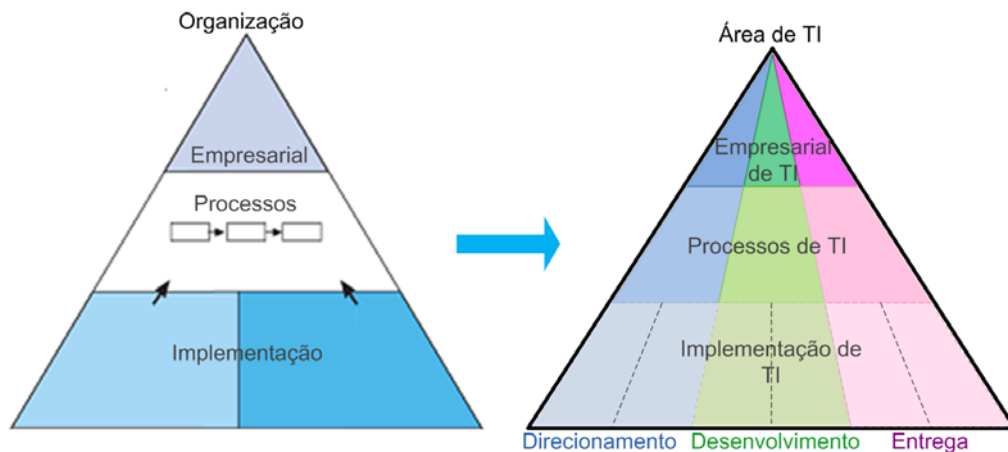 Organização
Empresarial
Processos
Implementação
Área de TI
Empresarial
de TI
Processos de TI
Implementação de
TI
Direcionamento
Desenvolvimento
Entrega